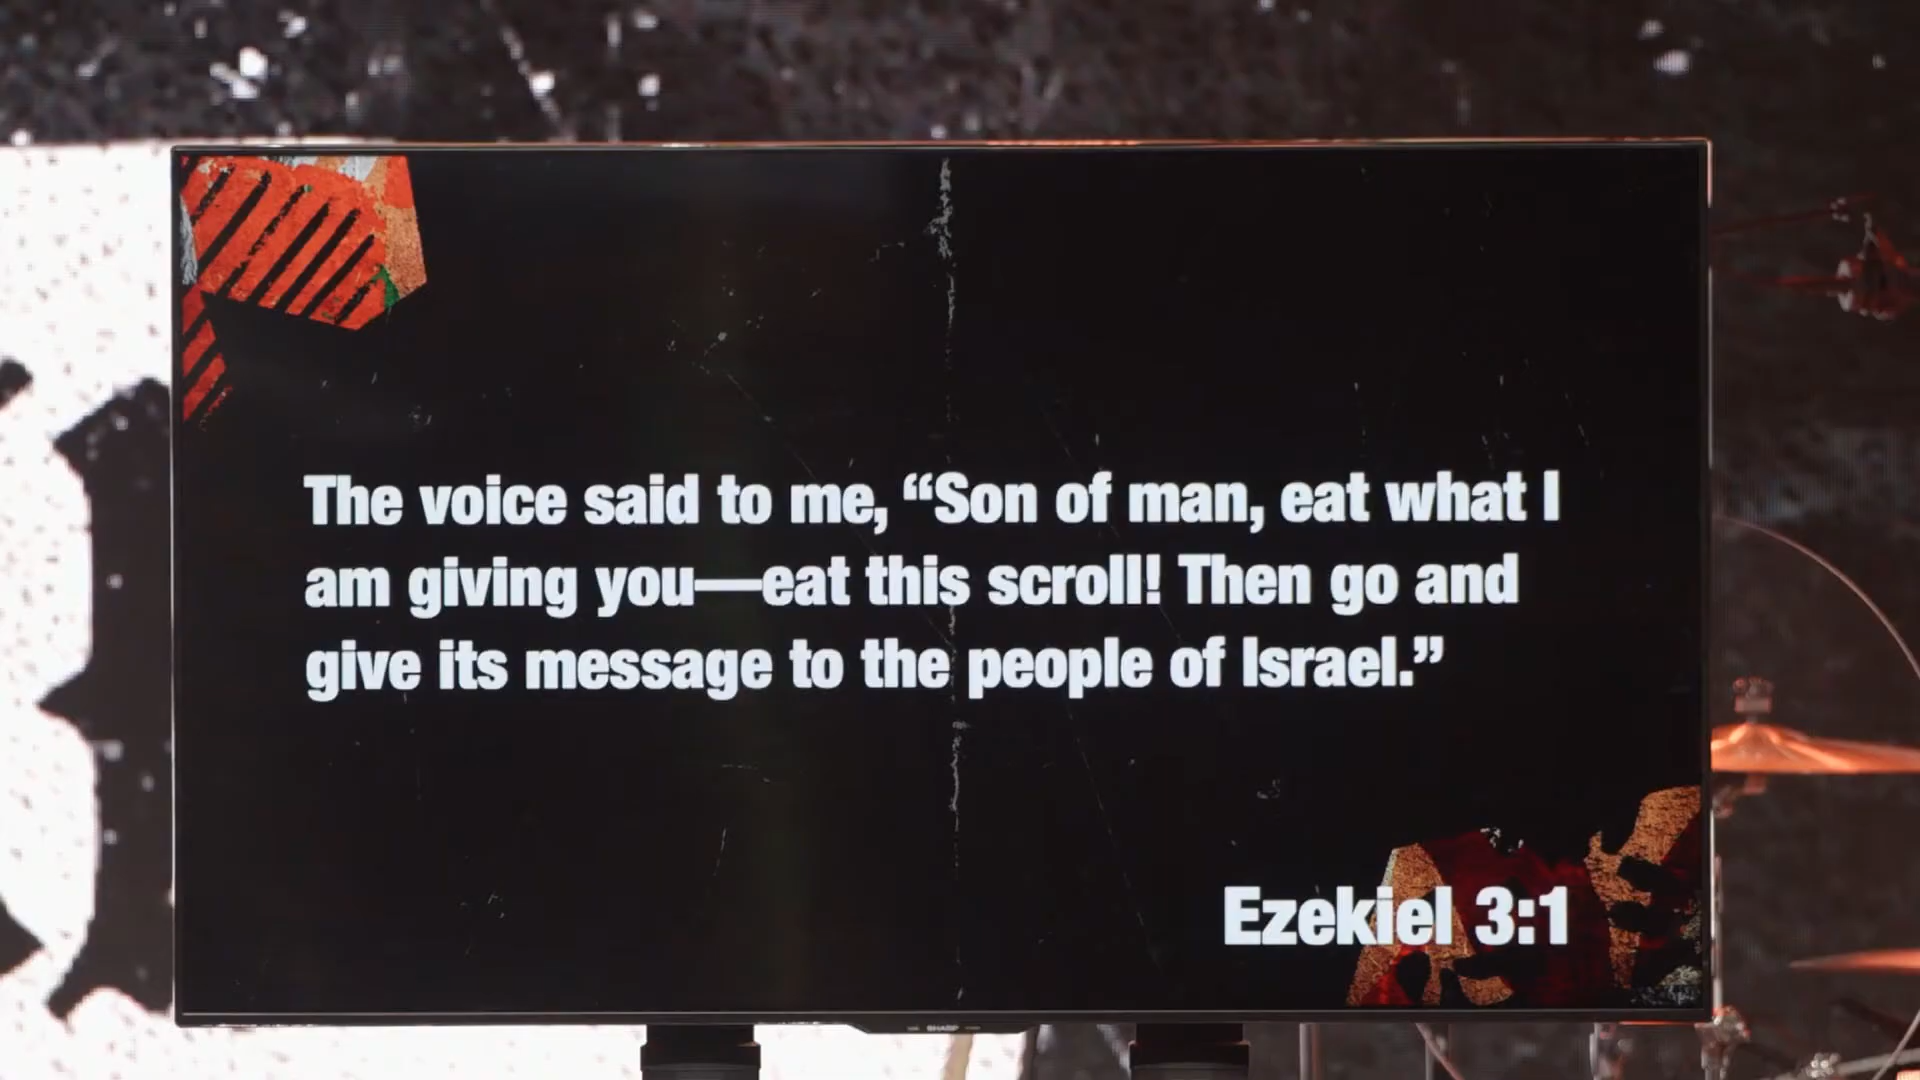 The voice said to me, “Son of man, eat what I
am giving you—eat this scroll! Then go and
give its message to the people of Israel.”
Ezekiel 3:1
SHARP